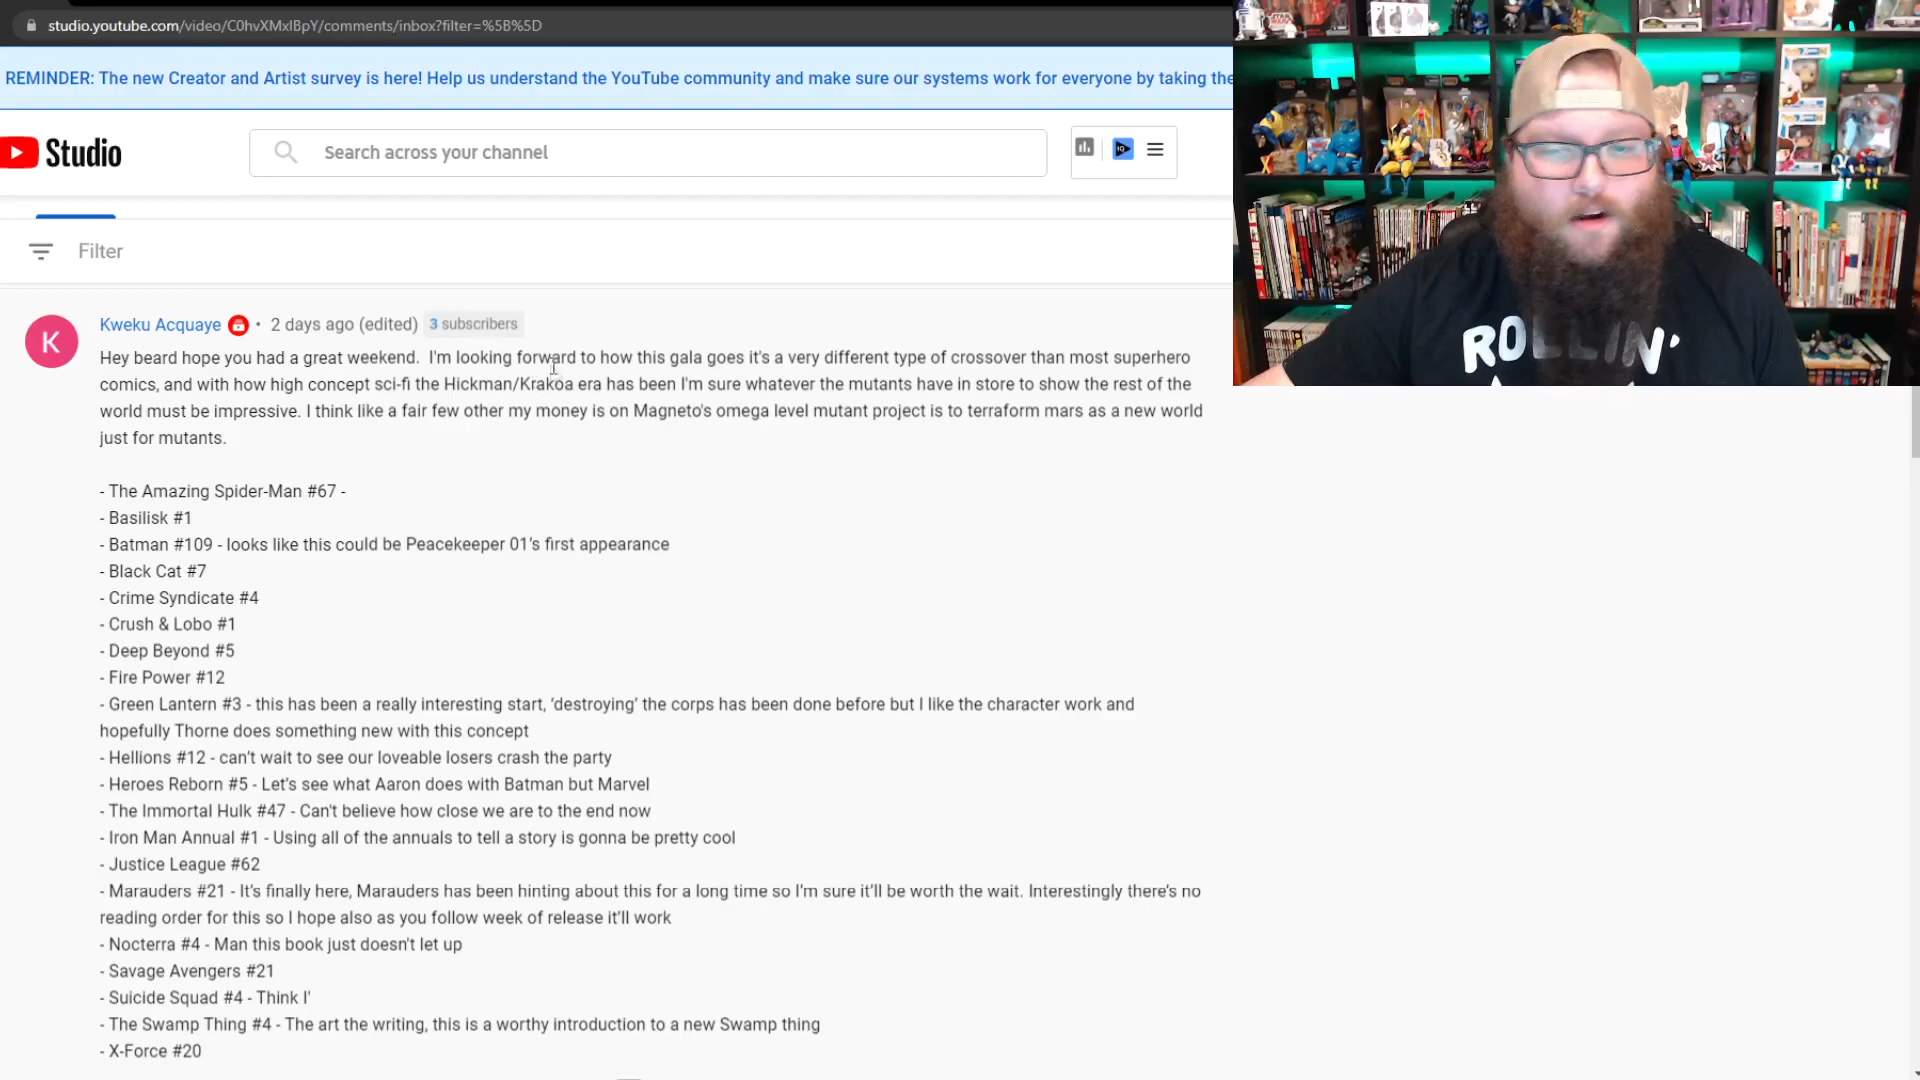 studio.youtube.com/video/C0hvXMxlBpY/comments/inbox?filter=%5B%5D
REMINDER: The new Creator and Artist survey is here! Help us understand the YouTube community and make sure our systems work for everyone by taking the
Studio
Search across your channel
Filter
K
Kweku Acquaye • 2 days ago (edited) 3 subscribers
Hey beard hope you had a great weekend. I'm looking forward to how this gala goes it's a very different type of crossover than most superhero
comics, and with how high concept sci-fi the Hickman/Krakoa era has been I'm sure whatever the mutants have in store to show the rest of the
world must be impressive. I think like a fair few other my money is on Magneto's omega level mutant project is to terraform mars as a new world
just for mutants.
- The Amazing Spider-Man #67 -
- Basilisk #1
- Batman #109 - looks like this could be Peacekeeper 01's first appearance
- Black Cat #7
- Crime Syndicate #4
- Crush & Lobo #1
- Deep Beyond #5
- Fire Power #12
- Green Lantern #3 - this has been a really interesting start, ‘destroying’ the corps has been done before but I like the character work and
hopefully Thorne does something new with this concept
- Hellions #12 - can’t wait to see our loveable losers crash the party
- Heroes Reborn #5 - Let’s see what Aaron does with Batman but Marvel
- The Immortal Hulk #47 - Can't believe how close we are to the end now
- Iron Man Annual #1 - Using all of the annuals to tell a story is gonna be pretty cool
- Justice League #62
- Marauders #21 - It’s finally here, Marauders has been hinting about this for a long time so I’m sure it’ll be worth the wait. Interestingly there’s no
reading order for this so I hope also as you follow week of release it’ll work
- Nocterra #4 - Man this book just doesn't let up
- Savage Avengers #21
- Suicide Squad #4 - Think I'
- The Swamp Thing #4 - The art the writing, this is a worthy introduction to a new Swamp thing
- X-Force #20
ROLLIN'